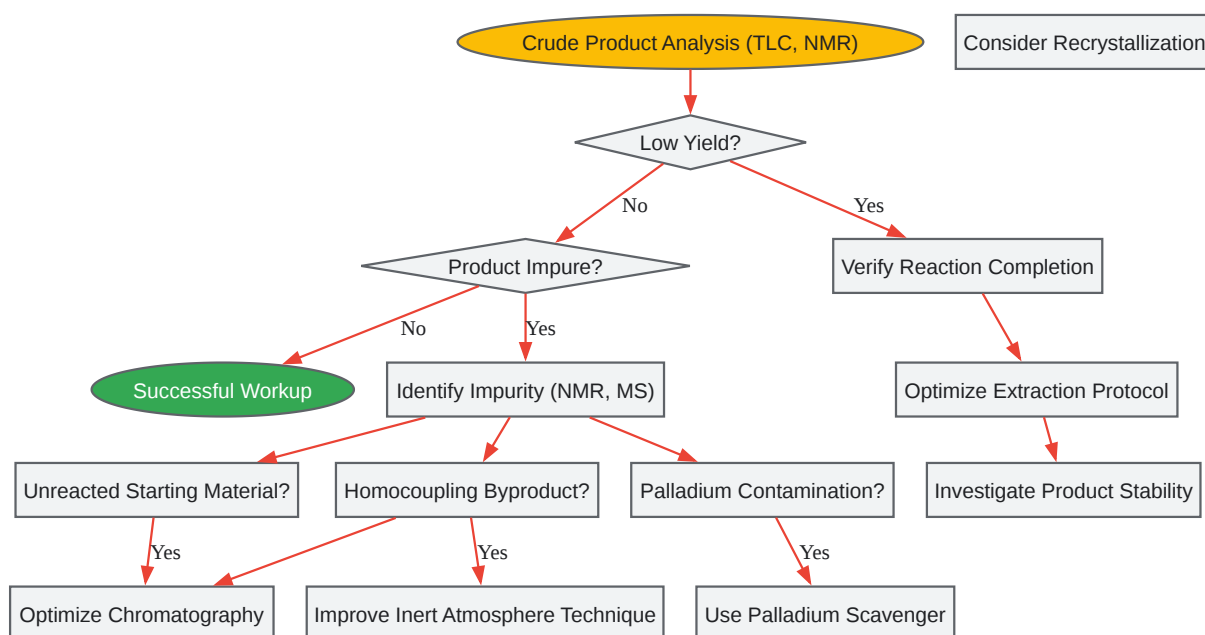 Crude Product Analysis (TLC, NMR)
Consider Recrystallization
Low Yield?
No
Yes
Product Impure?
Verify Reaction Completion
No
Yes
Successful Workup
Identify Impurity (NMR, MS)
Optimize Extraction Protocol
Unreacted Starting Material?
Homocoupling Byproduct?
Palladium Contamination?
Investigate Product Stability
Yes
Yes
Yes
Optimize Chromatography
Improve Inert Atmosphere Technique
Use Palladium Scavenger